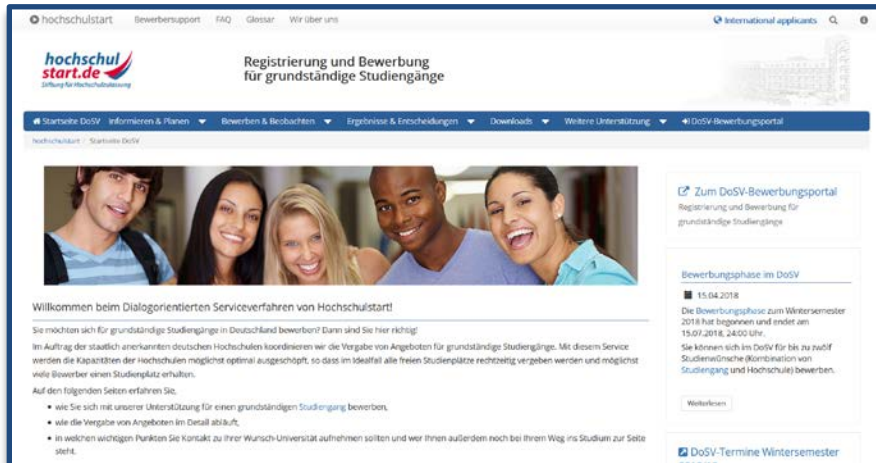 hochschulstart Bewerbersupport FAQ Glossar Wir über uns
International applicants
hochschul
start.de
Stiftung für Hochschulzulassung
Registrierung und Bewerbung
für grundständige Studiengänge
Startseite DoSV Informieren & Planen Bewerben & Beobachten Ergebnisse & Entscheidungen Downloads Weitere Unterstützung DoSV-Bewerbungsportal
hochschulstart / Startseite DoSV
Willkommen beim Dialogorientierten Serviceverfahren von Hochschulstart!
Sie möchten sich für grundständige Studiengänge in Deutschland bewerben? Dann sind Sie hier richtig!
Im Auftrag der staatlich anerkannten deutschen Hochschulen koordinieren wir die Vergabe von Angeboten für grundständige Studiengänge. Mit diesem Service
werden die Kapazitäten der Hochschulen möglichst optimal ausgeschöpft, so dass im Idealfall alle freien Studienplätze rechtzeitig vergeben werden und möglichst
viele Bewerber einen Studienplatz erhalten.
Auf den folgenden Seiten erfahren Sie,
• wie Sie sich mit unserer Unterstützung für einen grundständigen Studiengang bewerben,
• wie die Vergabe von Angeboten im Detail abläuft,
• in welchen wichtigen Punkten Sie Kontakt zu Ihrer Wunsch-Universität aufnehmen sollten und wer Ihnen außerdem noch bei Ihrem Weg ins Studium zur Seite
steht.
Zum DoSV-Bewerbungsportal
Registrierung und Bewerbung für
grundständige Studiengänge
Bewerbungsphase im DoSV
15.04.2018
Die Bewerbungsphase zum Wintersemester
2018 hat begonnen und endet am
15.07.2018, 24:00 Uhr.
Sie können sich im DoSV für bis zu zwölf
Studienwünsche (Kombination von
Studiengang und Hochschule) bewerben.
Weiterlesen
DoSV-Termine Wintersemester